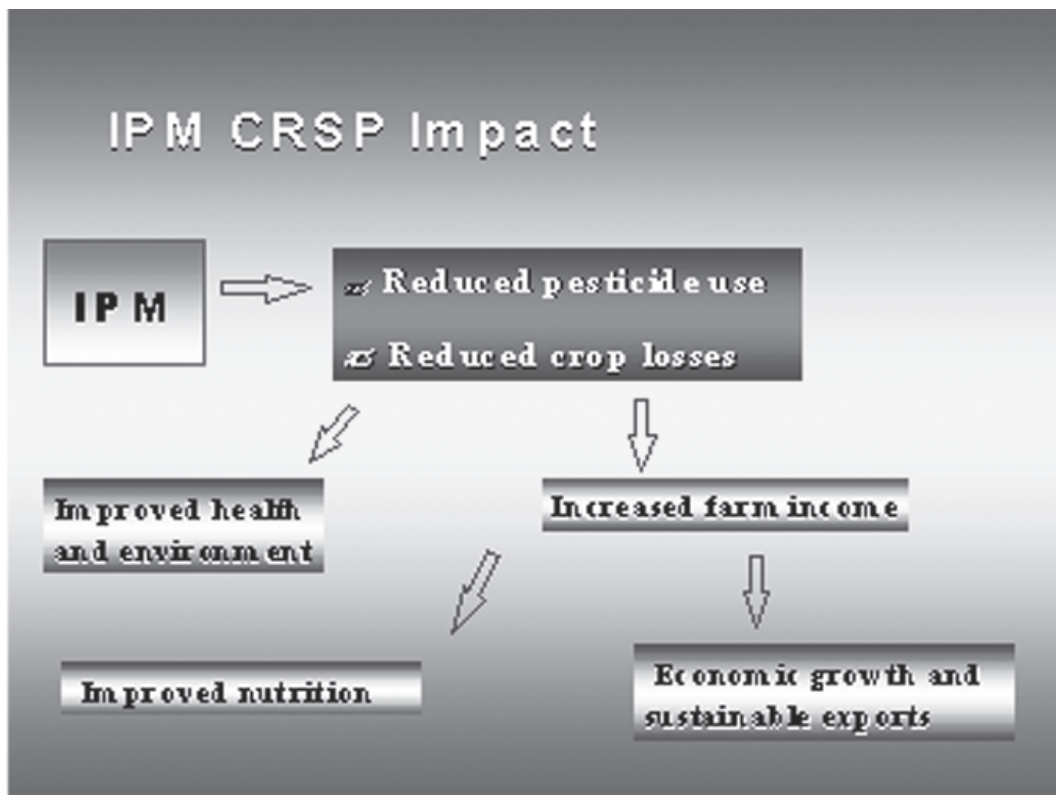 IPM CRSP Impact
IPM
Reduced pesticide use
Reduced crop losses
Improved health
and environment
Increased farm income
Improved nutrition
Economic growth and
sustainable exports